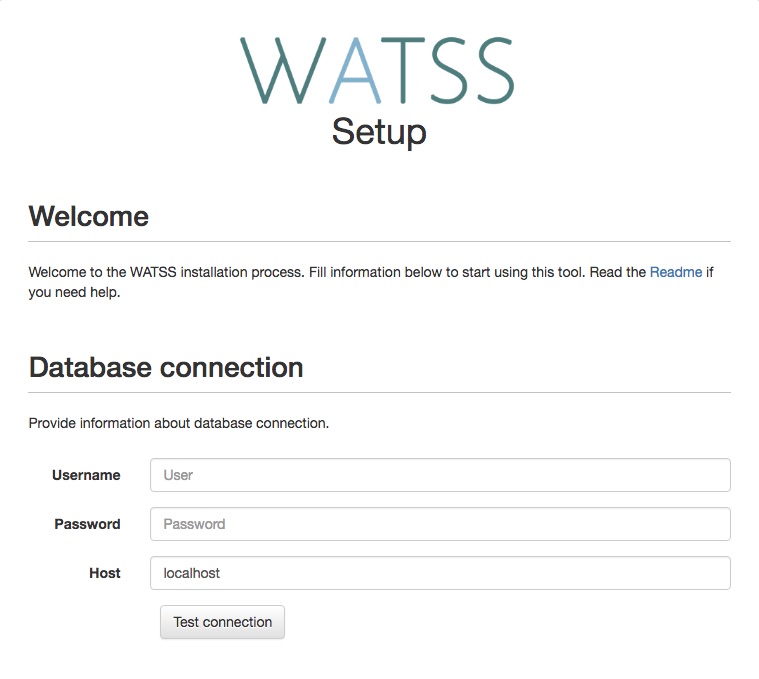 WATSS
Setup
Welcome
Welcome to the WATSS installation process. Fill information below to start using this tool. Read the Readme if
you need help.
Database connection
Provide information about database connection.
Username User
Password Password
Host localhost
Test connection